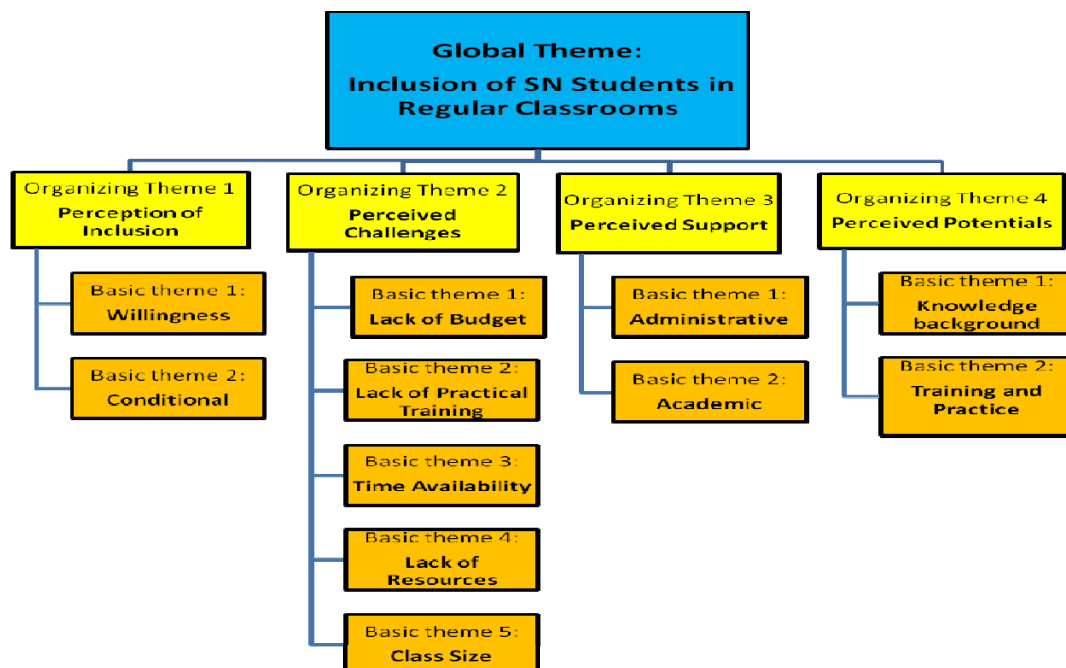 Global Theme:
Inclusion of SN Students in
Regular Classrooms
Organizing Theme 1
Perception of
Inclusion
Basic theme 1:
Willingness
Basic theme 2:
Conditional
Organizing Theme 2
Perceived
Challenges
Basic theme 1:
Lack of Budget
Basic theme 2:
Lack of Practical
Training
Basic theme 3:
Time Availability
Basic theme 4:
Lack of
Resources
Basic theme 5:
Class Size
Organizing Theme 3
Perceived Support
Basic theme 1:
Administrative
Basic theme 2:
Academic
Organizing Theme 4
Perceived Potentials
Basic theme 1:
Knowledge
background
Basic theme 2:
Training and
Practice